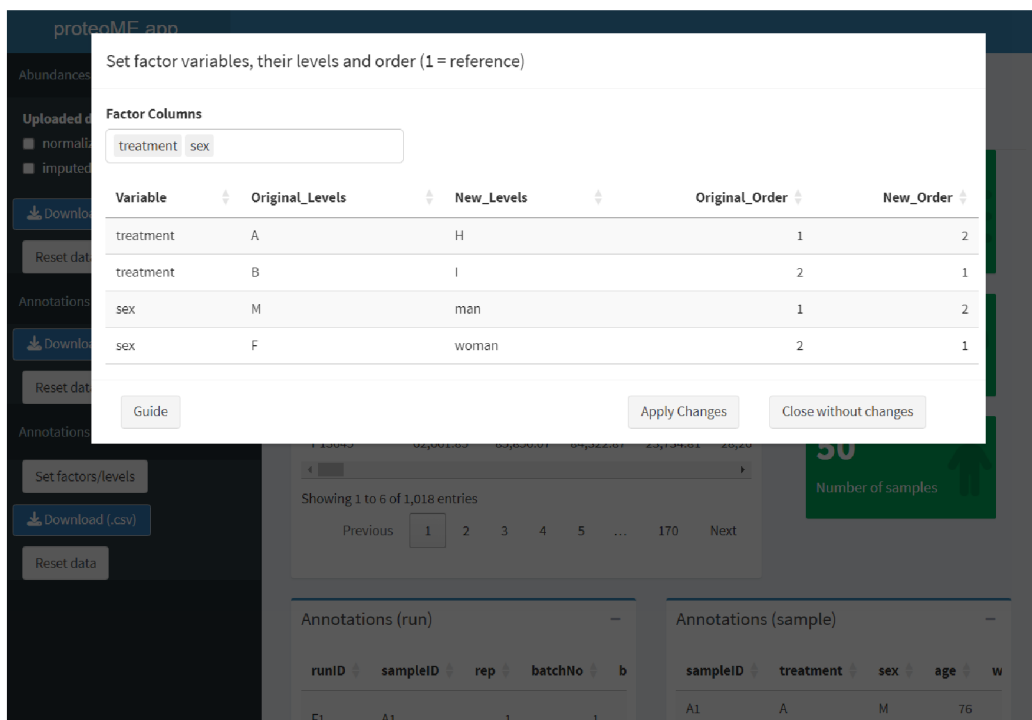 proteoME app
Set factor variables, their levels and order (1 = reference)
Abundances
Factor Columns
Uploaded d
treatment sex
normaliz
imputed
Variable Original_Levels New_Levels Original_Order New_Order
Downlo
treatment A H 1 2
Reset dat
treatment B I 2 1
Annotations
sex M man 1 2
Downlo
sex F woman 2 1
Reset dat
Guide Apply Changes Close without changes
Annotations
50
Set factors/levels
Number of samples
Showing 1 to 6 of 1,018 entries
Download (.csv)
Previous 1 2 3 4 5 ... 170 Next
Reset data
Annotations (run) Annotations (sample)
runID sampleID rep batchNo b sampleID treatment sex age w
A1 A M 76